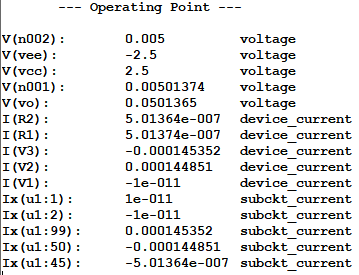 --- Operating Point ---
V(n002): 0.005 voltage
V(vee): -2.5 voltage
V(vcc): 2.5 voltage
V(n001): 0.00501374 voltage
V(vo): 0.0501365 voltage
I(R2): 5.01364e-007 device_current
I(R1): 5.01374e-007 device_current
I(V3): -0.000145352 device_current
I(V2): 0.000144851 device_current
I(V1): -1e-011 device_current
Ix(u1:1): 1e-011 subckt_current
Ix(u1:2): -1e-011 subckt_current
Ix(u1:99): 0.000145352 subckt_current
Ix(u1:50): -0.000144851 subckt_current
Ix(u1:45): -5.01364e-007 subckt_current